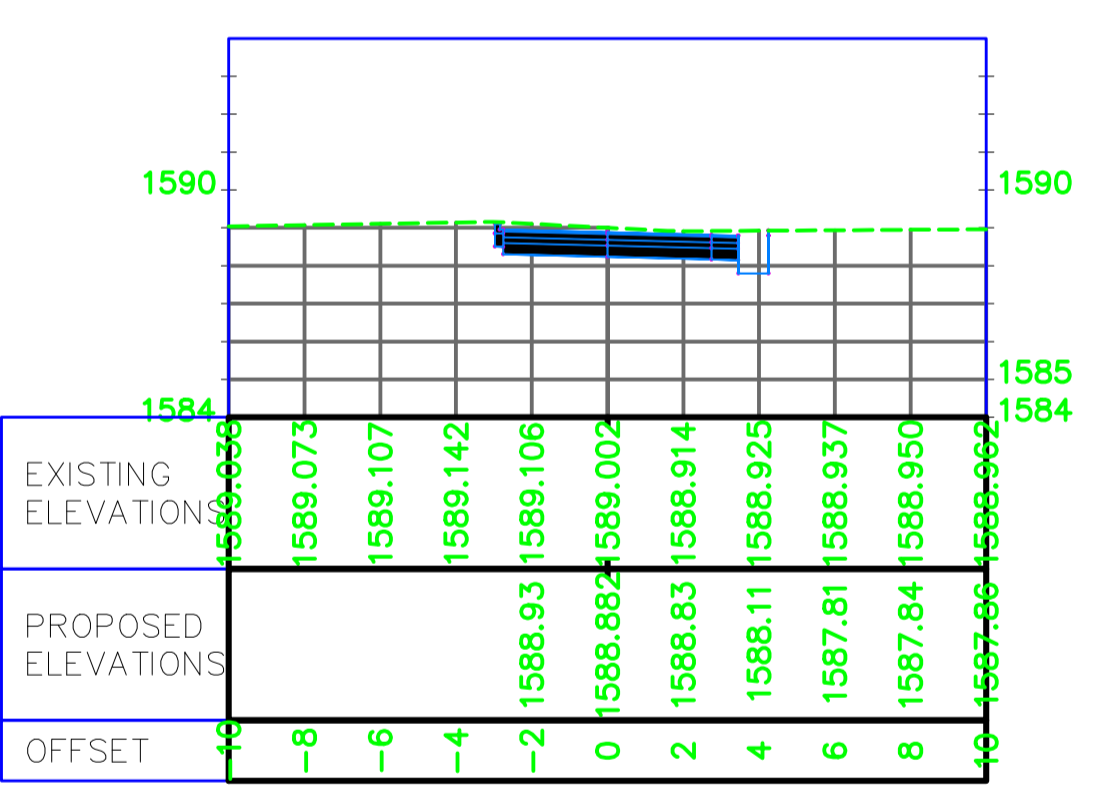 1590 1590
1585
1584 1584
EXISTING
ELEVATIONS
1589.038 1589.073 1589.107 1589.142 1589.106 1589.002 1588.914 1588.925 1588.937 1588.950 1588.962
PROPOSED
ELEVATIONS
1588.93 1588.882 1588.83 1588.11 1587.81 1587.84 1587.86
OFFSET -10 -8 -6 -4 -2 0 2 4 6 8 10